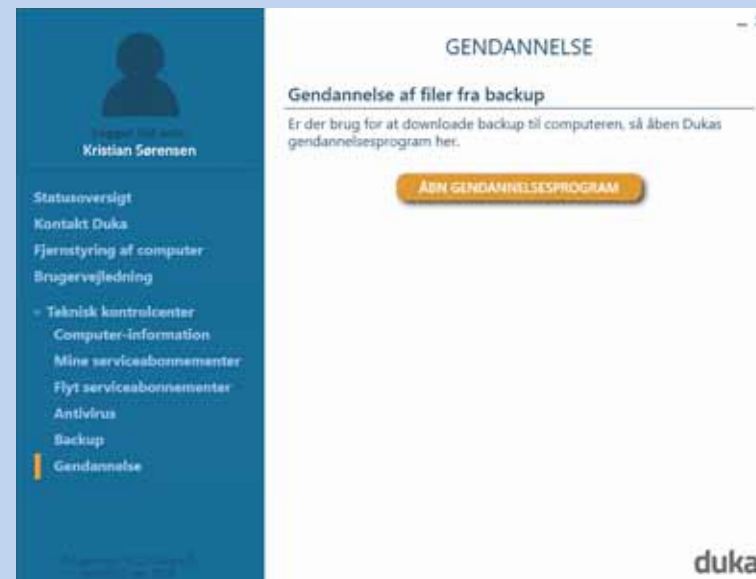 Kristian Sørensen
Statusoversigt
Kontakt Duka
Fjernstyring af computer
Brugervejledning
Teknisk kontrolcenter
Computer-information
Mine serviceabonnementer
Flyt serviceabonnementer
Antivirus
Backup
Gendannelse
GENDANNELSE
Gendannelse af filer fra backup
Er der brug for at downloade backup til computeren, så åben Dukas
gendannelsesprogram her.
ÅBN GENDANNELSESPROGRAM
duka